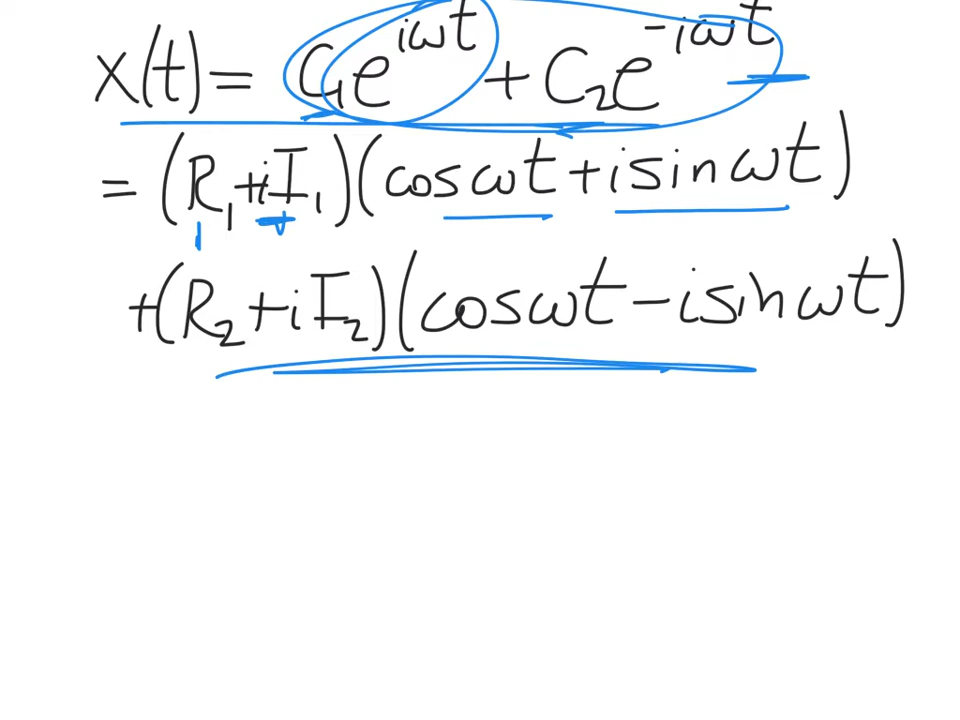 x(t) = C₁e^{iωt} + C₂e^{-iωt}
= (R₁+iI₁)(cosωt + isinωt)
+(R₂+iI₂)(cosωt - isinωt)